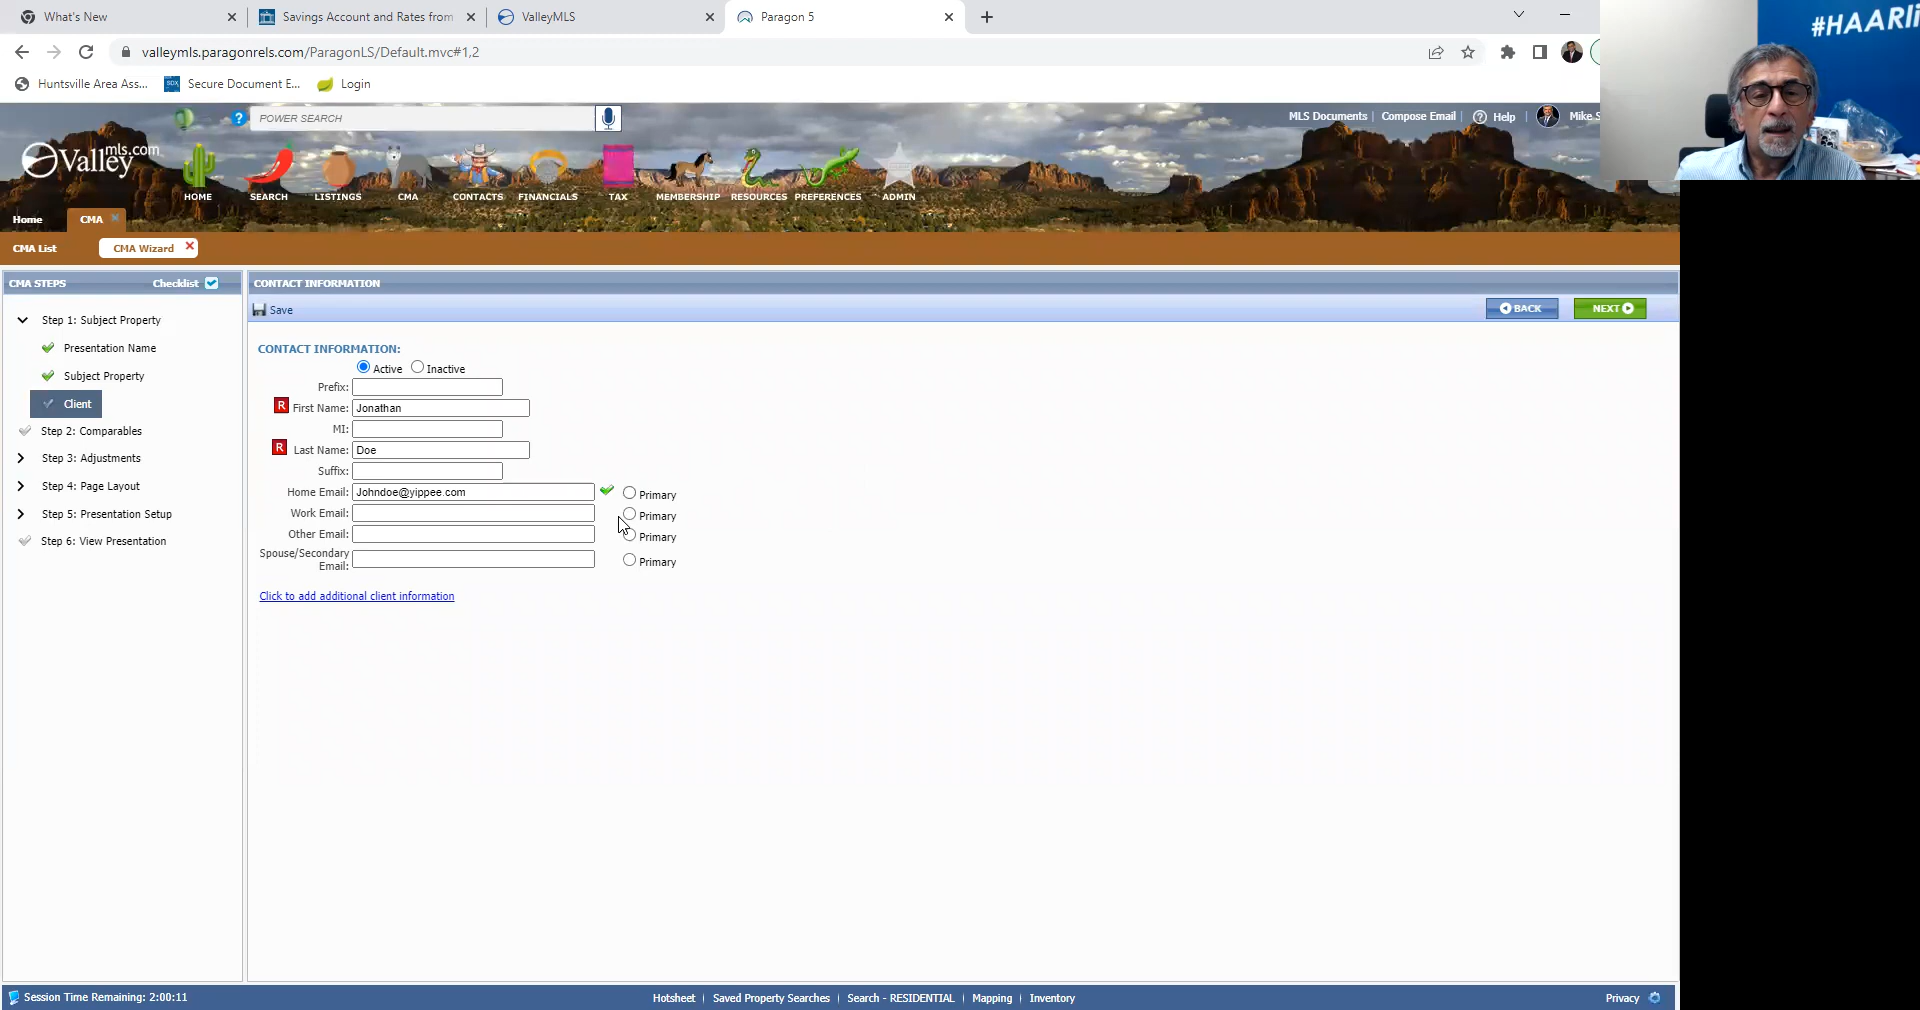 What's New
Savings Account and Rates from
ValleyMLS
Paragon 5
valleymls.paragonrels.com/ParagonLS/Default.mvc#1,2
Huntsville Area Ass...
SDX
Secure Document E...
Login
#HAARli
? POWER SEARCH
MLS Documents | Compose Email | ? Help | Mike S
Valleymls.com
HOME
SEARCH
LISTINGS
CMA
CONTACTS
FINANCIALS
TAX
MEMBERSHIP
RESOURCES
PREFERENCES
ADMIN
Home
CMA
CMA List
CMA Wizard
CMA STEPS
Checklist
Step 1: Subject Property
Presentation Name
Subject Property
Client
Step 2: Comparables
Step 3: Adjustments
Step 4: Page Layout
Step 5: Presentation Setup
Step 6: View Presentation
CONTACT INFORMATION
Save
BACK
NEXT
CONTACT INFORMATION:
Active Inactive
Prefix:
R First Name: Jonathan
MI:
R Last Name: Doe
Suffix:
Home Email: Johndoe@yippee.com Primary
Work Email: Primary
Other Email: Primary
Spouse/Secondary
Email: Primary
Click to add additional client information
Session Time Remaining: 2:00:11
Hotsheet | Saved Property Searches | Search - RESIDENTIAL | Mapping | Inventory
Privacy